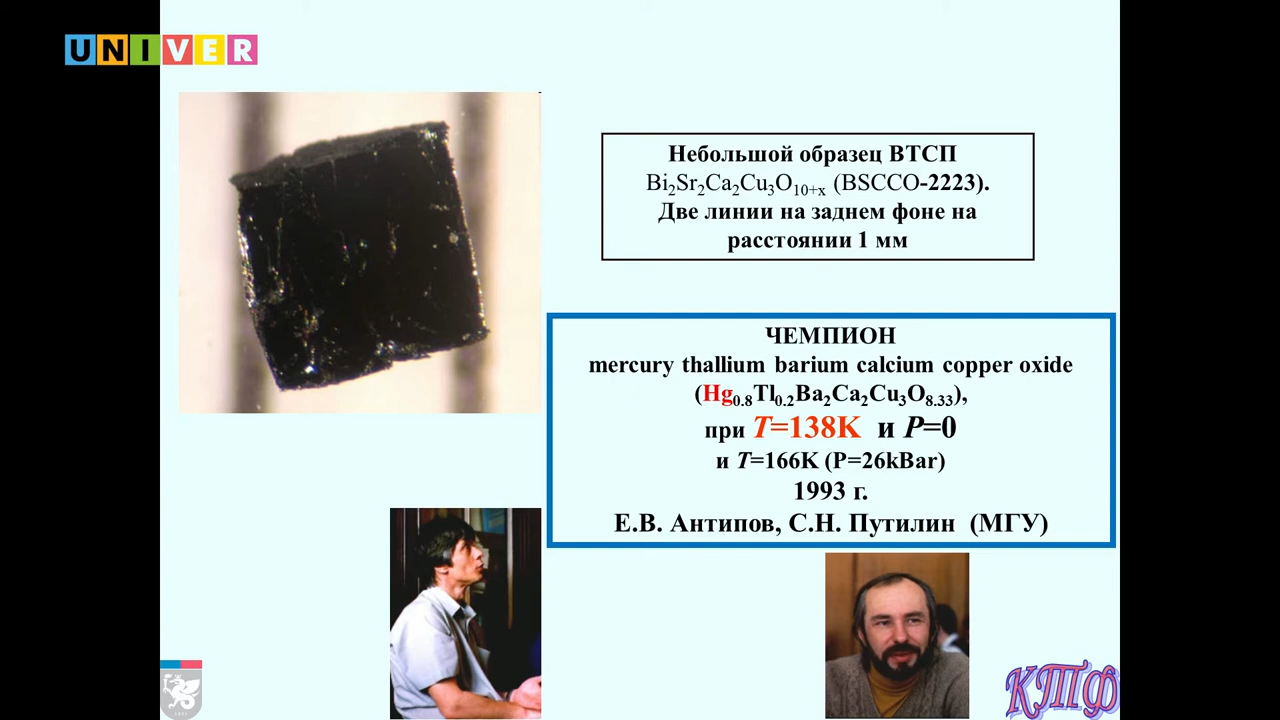 UNIVER
Небольшой образец ВТСП
Bi₂Sr₂Ca₂Cu₃O₁₀₊ₓ (BSCCO-2223).
Две линии на заднем фоне на
расстоянии 1 мм
ЧЕМПИОН
mercury thallium barium calcium copper oxide
(Hg₀.₈Tl₀.₂Ba₂Ca₂Cu₃O₈.₃₃),
при T=138K и P=0
и T=166K (P=26kBar)
1993 г.
Е.В. Антипов, С.Н. Путилин (МГУ)
КТФ